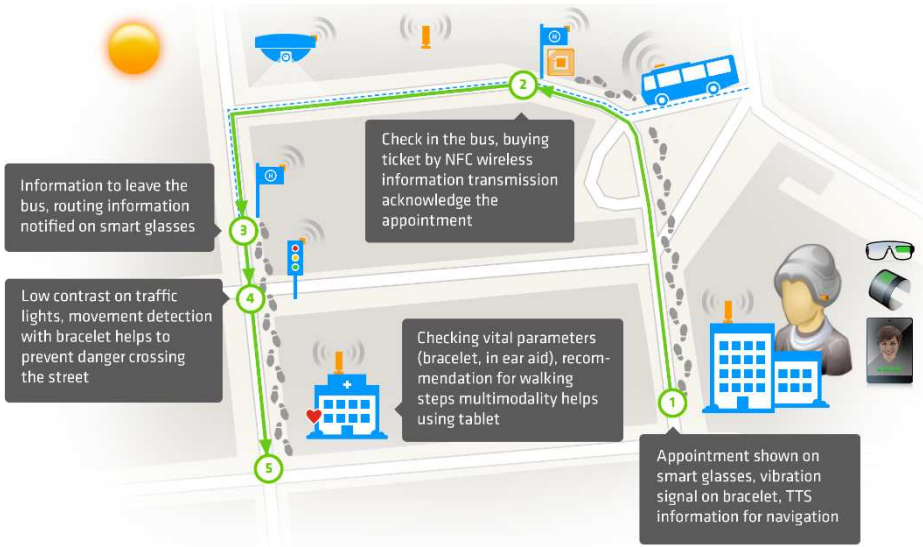 H
2
Check in the bus, buying
ticket by NFC wireless
information transmission
acknowledge the
appointment
Information to leave the
bus, routing information
notified on smart glasses
H
3
4
Low contrast on traffic
lights, movement detection
with bracelet helps to
prevent danger crossing
the street
Checking vital parameters
(bracelet, in ear aid), recom-
mendation for walking
steps multimodality helps
using tablet
1
5
Appointment shown on
smart glasses, vibration
signal on bracelet, TTS
information for navigation